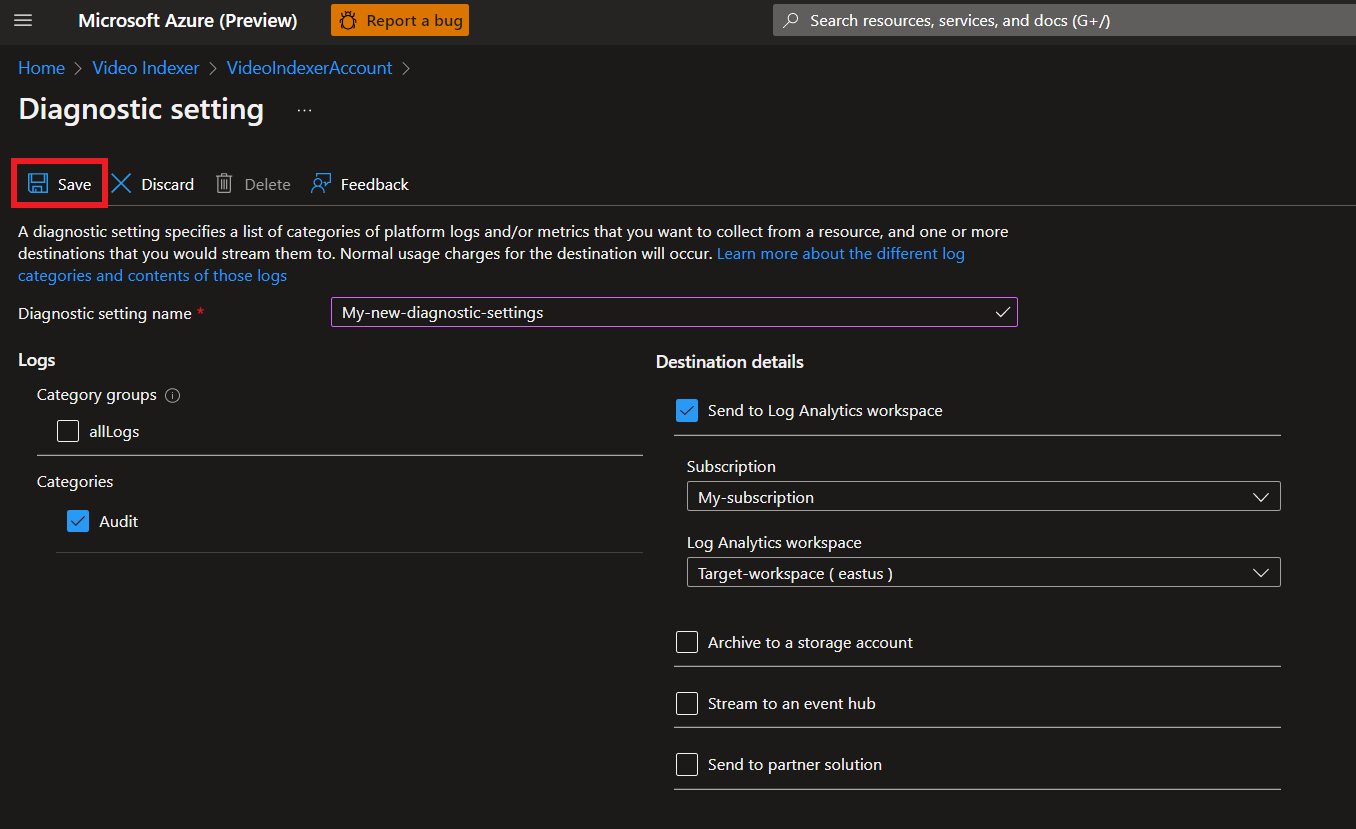 Microsoft Azure (Preview)
Report a bug
Search resources, services, and docs (G+/)
Home > Video Indexer > VideoIndexerAccount >
Diagnostic setting ...
Save
Discard
Delete
Feedback
A diagnostic setting specifies a list of categories of platform logs and/or metrics that you want to collect from a resource, and one or more
destinations that you would stream them to. Normal usage charges for the destination will occur. Learn more about the different log
categories and contents of those logs
Diagnostic setting name *
My-new-diagnostic-settings
Logs
Category groups
allLogs
Categories
Audit
Destination details
Send to Log Analytics workspace
Subscription
My-subscription
Log Analytics workspace
Target-workspace ( eastus )
Archive to a storage account
Stream to an event hub
Send to partner solution